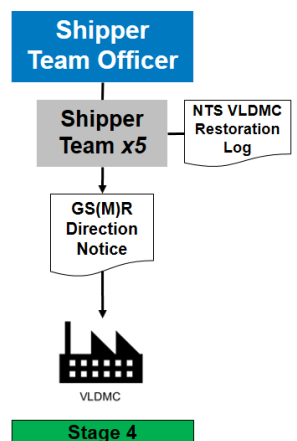 Shipper
Team Officer
Shipper
Team x5
NTS VLDMC
Restoration
Log
GS(M)R
Direction
Notice
VLDMC
Stage 4